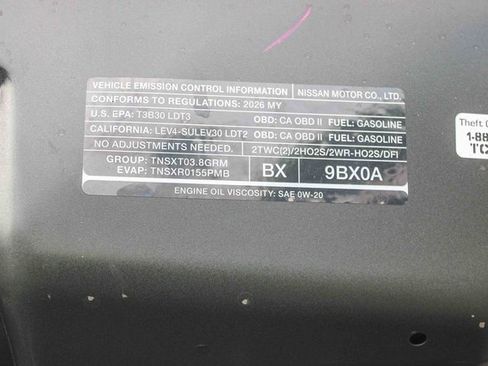 VEHICLE EMISSION CONTROL INFORMATION NISSAN MOTOR CO., LTD.
CONFORMS TO REGULATIONS: 2026 MY
U.S. EPA: T3B30 LDT3 OBD: CA OBD II FUEL: GASOLINE
CALIFORNIA: LEV4-SULEV30 LDT2 OBD: CA OBD II FUEL: GASOLINE
NO ADJUSTMENTS NEEDED. 2TWC(2)/2HO2S/2WR-HO2S/DFI
GROUP: TNSXT03.8GRM
EVAP: TNSXR0155PMB
BX 9BX0A
ENGINE OIL VISCOSITY: SAE 0W-20
Theft
1-88